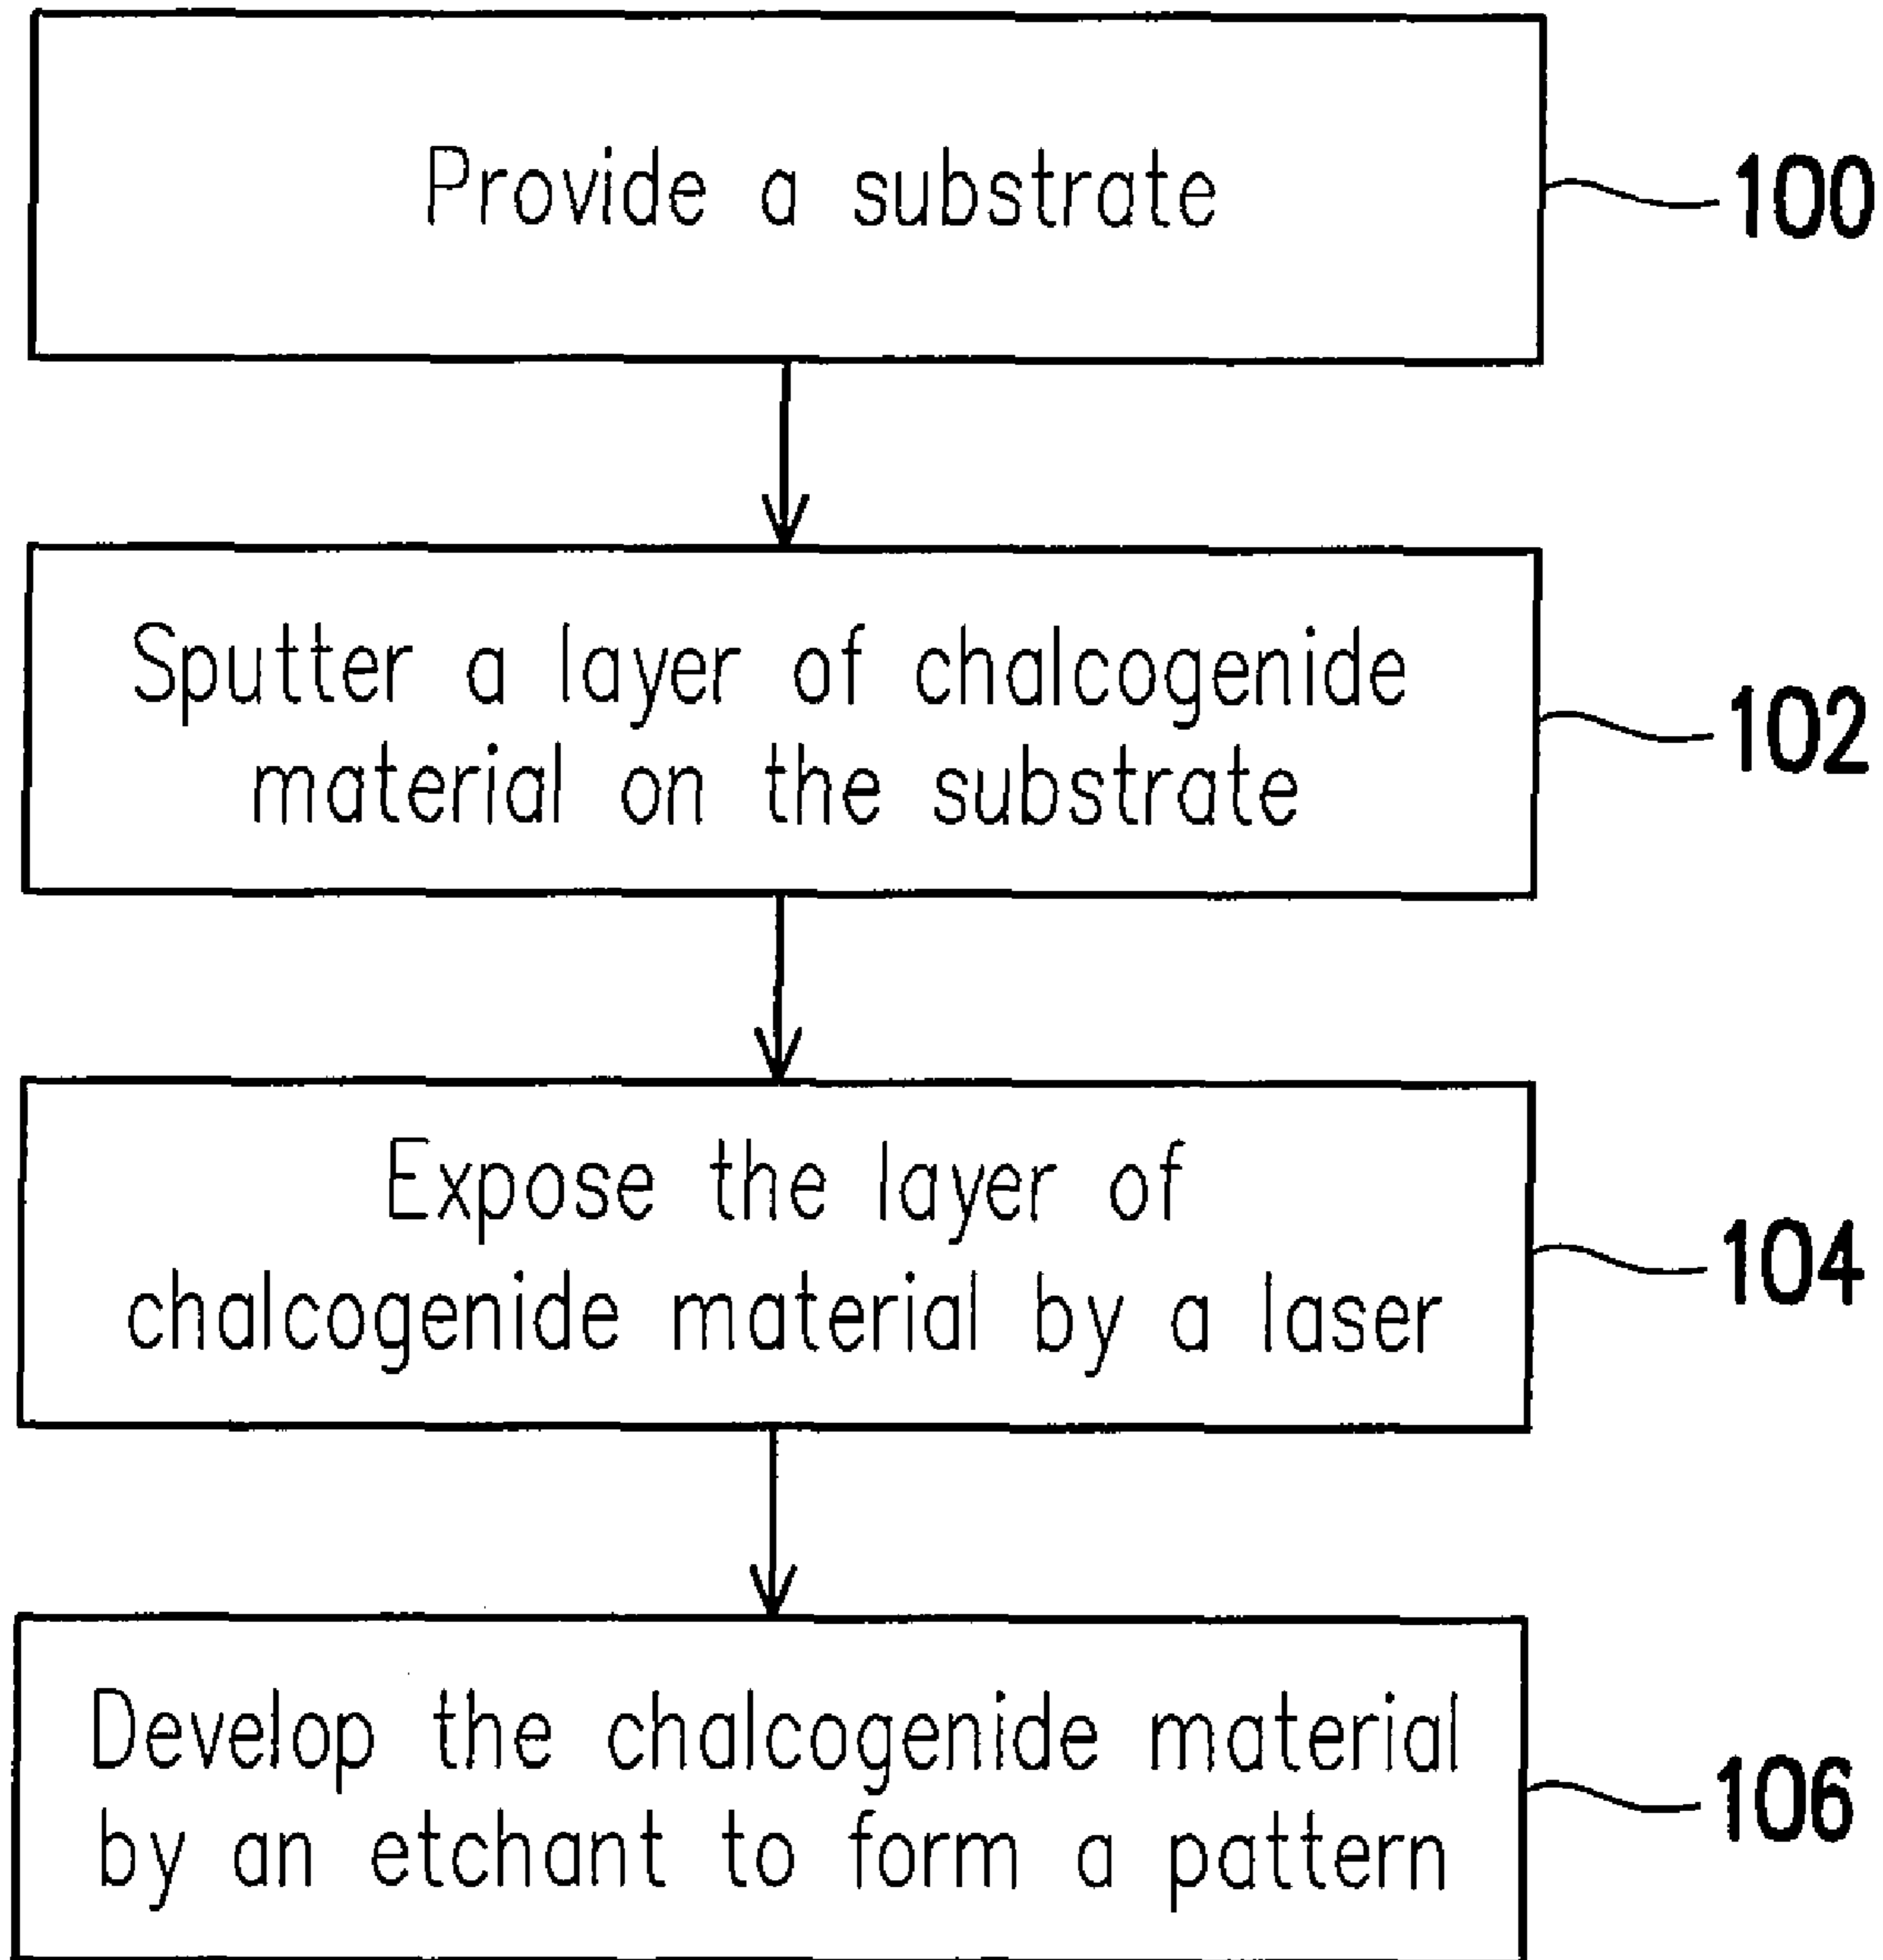 Provide a substrate
100
Sputter a layer of chalcogenide
material on the substrate
102
Expose the layer of
chalcogenide material by a laser
104
Develop the chalcogenide material
by an etchant to form a pattern
106